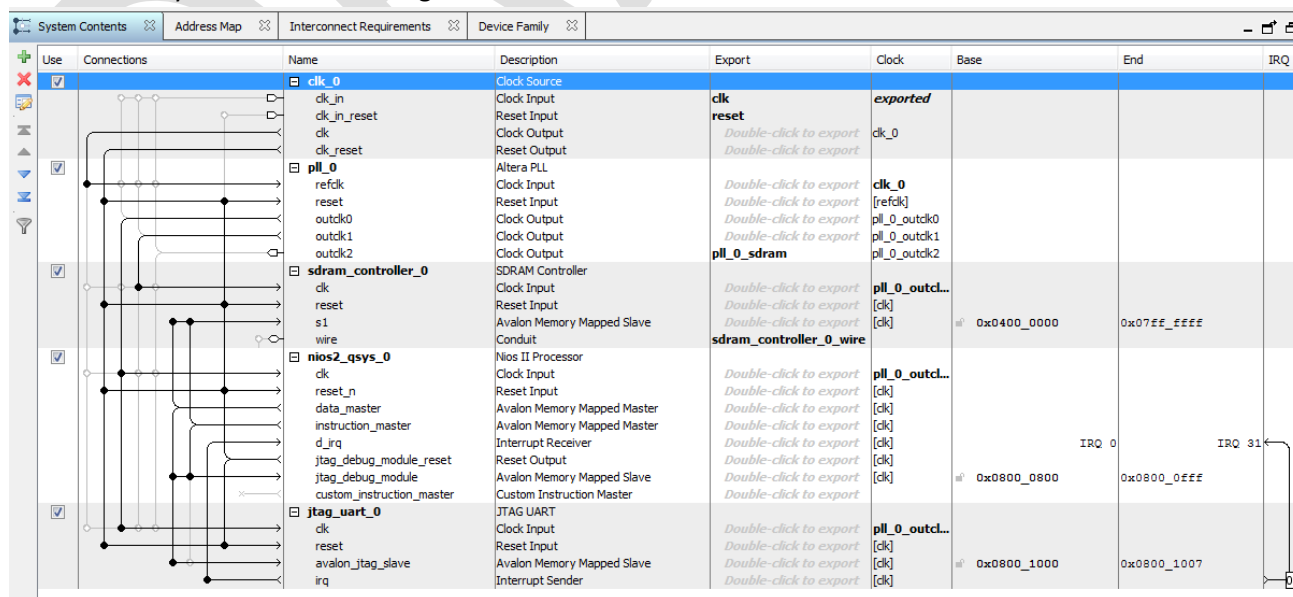 System Contents Address Map Interconnect Requirements Device Family
Use Connections Name Description Export Clock Base End IRQ
clk_0 Clock Source
clk_in Clock Input clk exported
clk_in_reset Reset Input reset
clk Clock Output Double-click to export clk_0
clk_reset Reset Output Double-click to export
pll_0 Altera PLL
refclk Clock Input Double-click to export clk_0
reset Reset Input Double-click to export [refclk]
outclk0 Clock Output Double-click to export pll_0_outclk0
outclk1 Clock Output Double-click to export pll_0_outclk1
outclk2 Clock Output pll_0_sdram pll_0_outclk2
sdram_controller_0 SDRAM Controller
clk Clock Input Double-click to export pll_0_outcl...
reset Reset Input Double-click to export [clk]
s1 Avalon Memory Mapped Slave Double-click to export [clk] 0x0400_0000 0x07ff_ffff
wire Conduit sdram_controller_0_wire
nios2_qsys_0 Nios II Processor
clk Clock Input Double-click to export pll_0_outcl...
reset_n Reset Input Double-click to export [clk]
data_master Avalon Memory Mapped Master Double-click to export [clk]
instruction_master Avalon Memory Mapped Master Double-click to export [clk]
d_irq Interrupt Receiver Double-click to export [clk] IRQ 0 IRQ 31
jtag_debug_module_reset Reset Output Double-click to export [clk]
jtag_debug_module Avalon Memory Mapped Slave Double-click to export [clk] 0x0800_0800 0x0800_0fff
custom_instruction_master Custom Instruction Master Double-click to export
jtag_uart_0 JTAG UART
clk Clock Input Double-click to export pll_0_outcl...
reset Reset Input Double-click to export [clk]
avalon_jtag_slave Avalon Memory Mapped Slave Double-click to export [clk] 0x0800_1000 0x0800_1007
irq Interrupt Sender Double-click to export [clk] 0